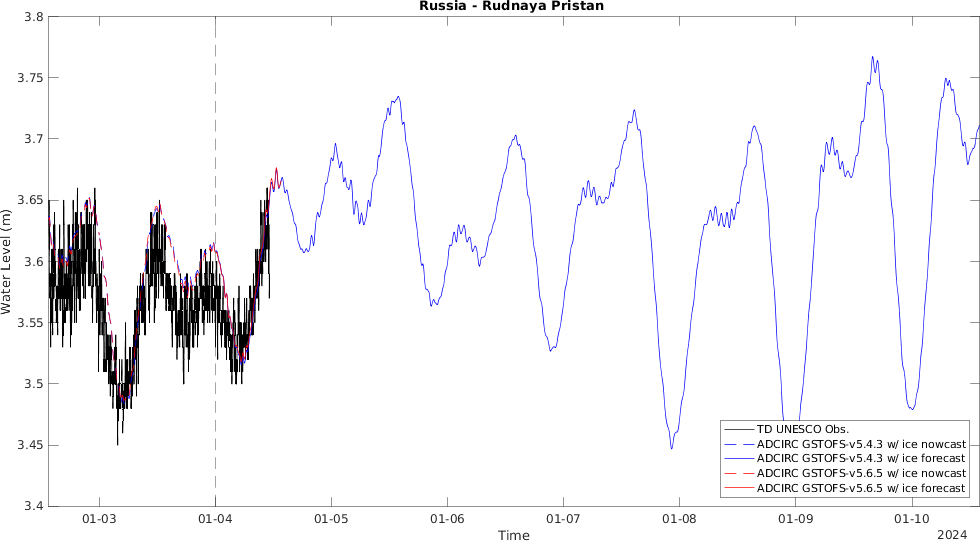 Russia - Rudnaya Pristan
3.8
3.75
3.7
3.65
3.6
3.55
3.5
3.45
3.4
Water Level (m)
TD UNESCO Obs.
ADCIRC GSTOFS-v5.4.3 w/ ice nowcast
ADCIRC GSTOFS-v5.4.3 w/ ice forecast
ADCIRC GSTOFS-v5.6.5 w/ ice nowcast
ADCIRC GSTOFS-v5.6.5 w/ ice forecast
01-03 01-04 01-05 01-06 01-07 01-08 01-09 01-10
Time
2024